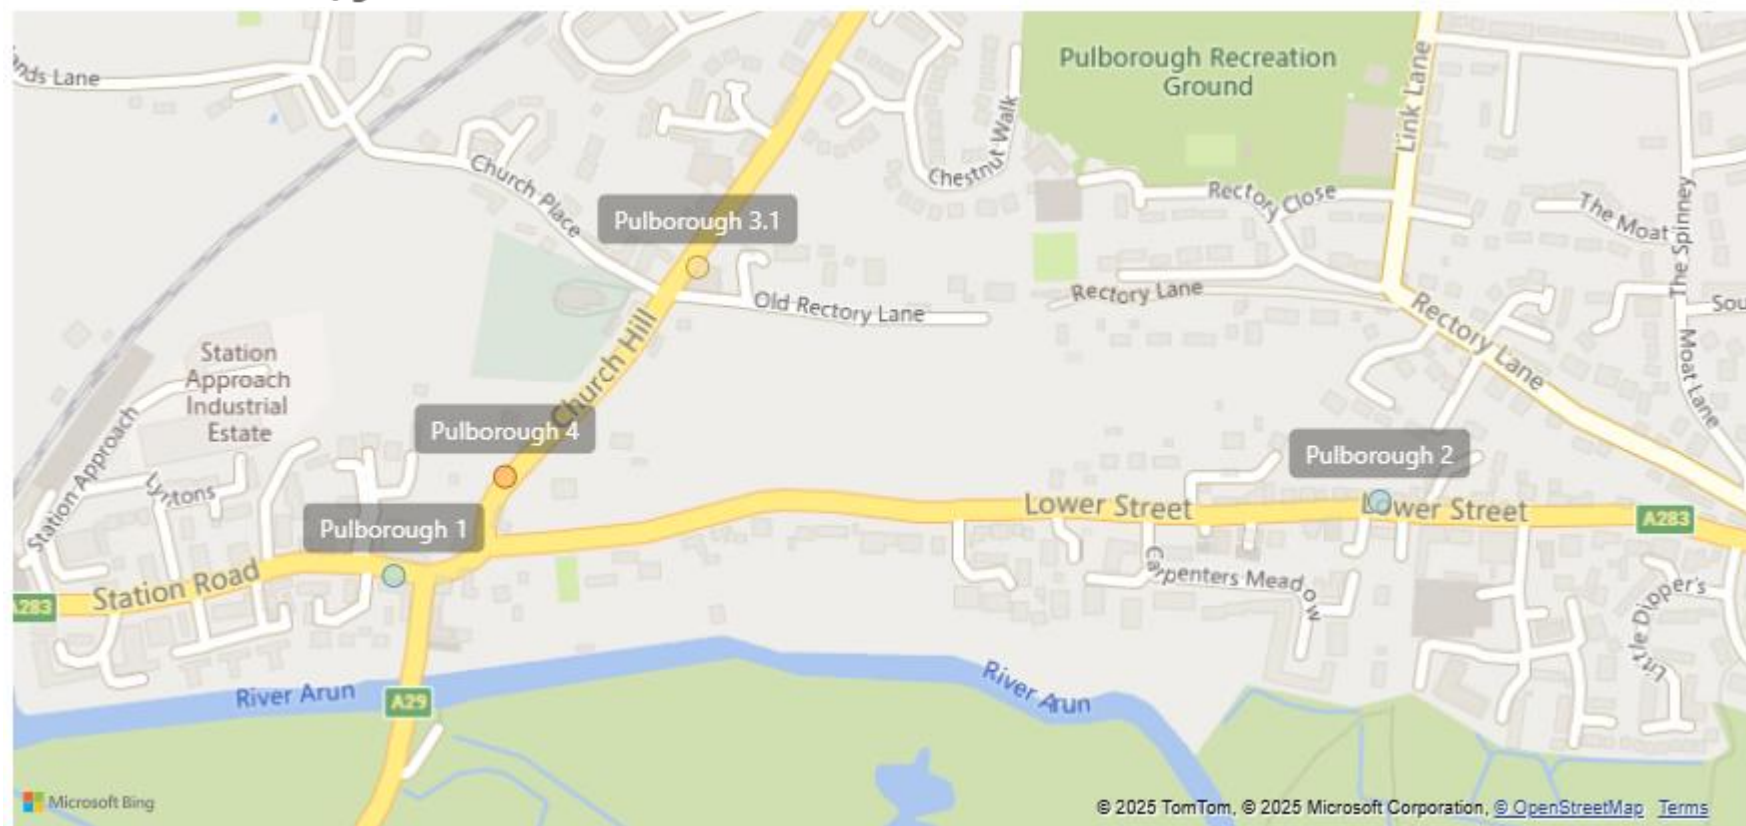 ands Lane
Pulborough Recreation
Ground
Link Lane
Chestnut Walk
Church Place
Rectory Close
The Moat
The Spinney
Pulborough 3.1
Old Rectory Lane
Rectory Lane
Sou
Church Hill
Rectory Lane
Moat Lane
Station
Approach
Industrial
Estate
Station Approach
Pulborough 4
Pulborough 2
Lyntons
Pulborough 1
Lower Street
Lower Street
A283
Station Road
Carpenters Meadow
Little Dipper's
A283
River Arun
A29
River Arun
Microsoft Bing
© 2025 TomTom, © 2025 Microsoft Corporation, © OpenStreetMap Terms